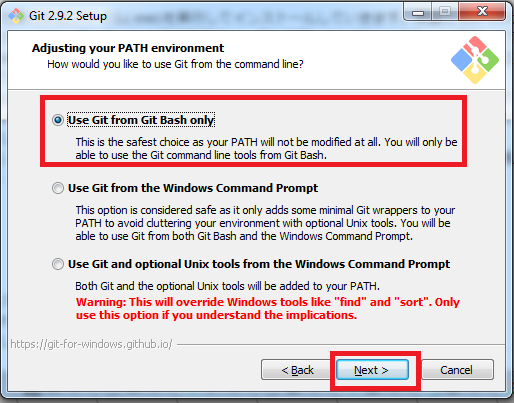 Git 2.9.2 Setup
Adjusting your PATH environment
How would you like to use Git from the command line?
Use Git from Git Bash only
This is the safest choice as your PATH will not be modified at all. You will only be
able to use the Git command line tools from Git Bash.
Use Git from the Windows Command Prompt
This option is considered safe as it only adds some minimal Git wrappers to your
PATH to avoid cluttering your environment with optional Unix tools. You will be
able to use Git from both Git Bash and the Windows Command Prompt.
Use Git and optional Unix tools from the Windows Command Prompt
Both Git and the optional Unix tools will be added to your PATH.
Warning: This will override Windows tools like "find" and "sort". Only
use this option if you understand the implications.
https://git-for-windows.github.io/
< Back
Next >
Cancel